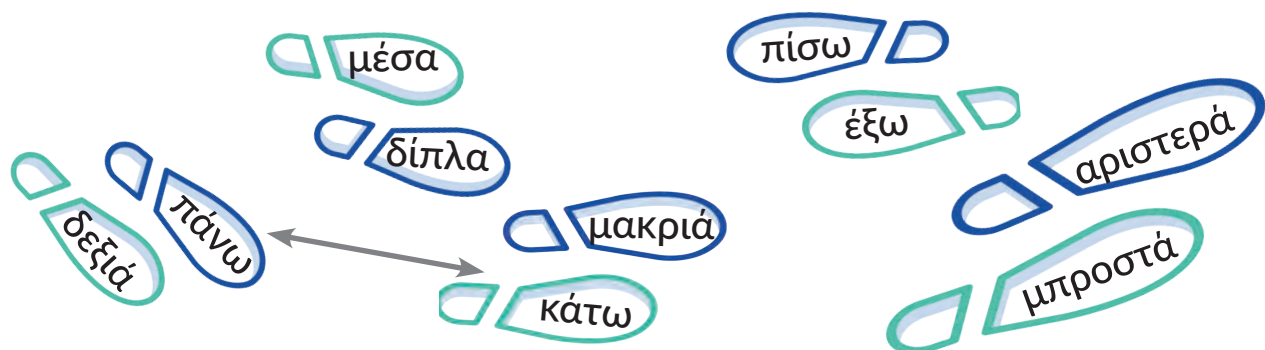 μέσα
πίσω
έξω
δίπλα
αριστερά
δεξιά
πάνω
μακριά
κάτω
μπροστά